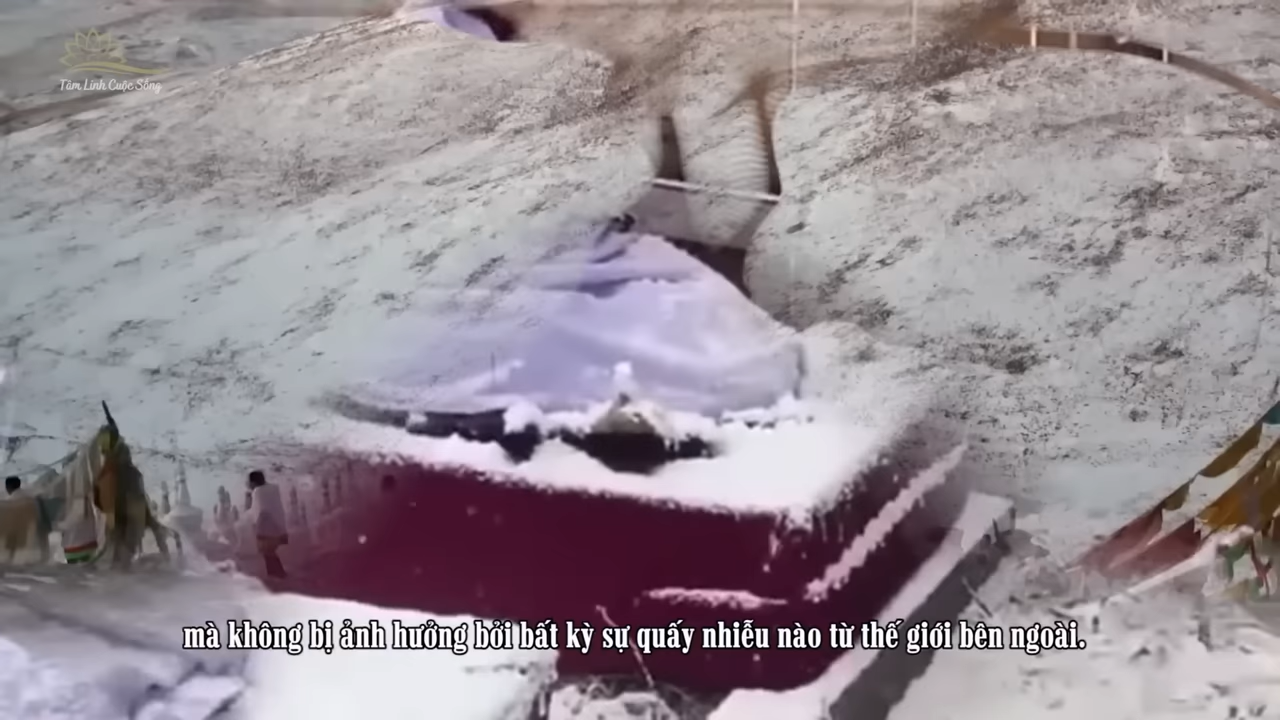 Tâm Linh Cuộc Sống
mà không bị ảnh hưởng bởi bất kỳ sự quấy nhiễu nào từ thế giới bên ngoài.